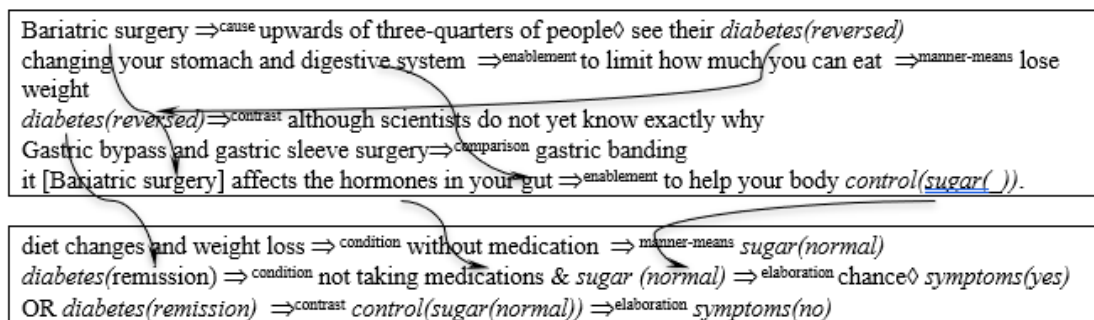 Bariatric surgery ⇒cause upwards of three-quarters of people◊ see their diabetes(reversed)
changing your stomach and digestive system ⇒enablement to limit how much you can eat ⇒manner-means lose
weight
diabetes(reversed)⇒contrast although scientists do not yet know exactly why
Gastric bypass and gastric sleeve surgery⇒comparison gastric banding
it [Bariatric surgery] affects the hormones in your gut ⇒enablement to help your body control(sugar(_)).
diet changes and weight loss ⇒ condition without medication ⇒ manner-means sugar(normal)
diabetes(remission) ⇒ condition not taking medications & sugar (normal) ⇒ elaboration chance◊ symptoms(yes)
OR diabetes(remission) ⇒contrast control(sugar(normal)) ⇒elaboration symptoms(no)